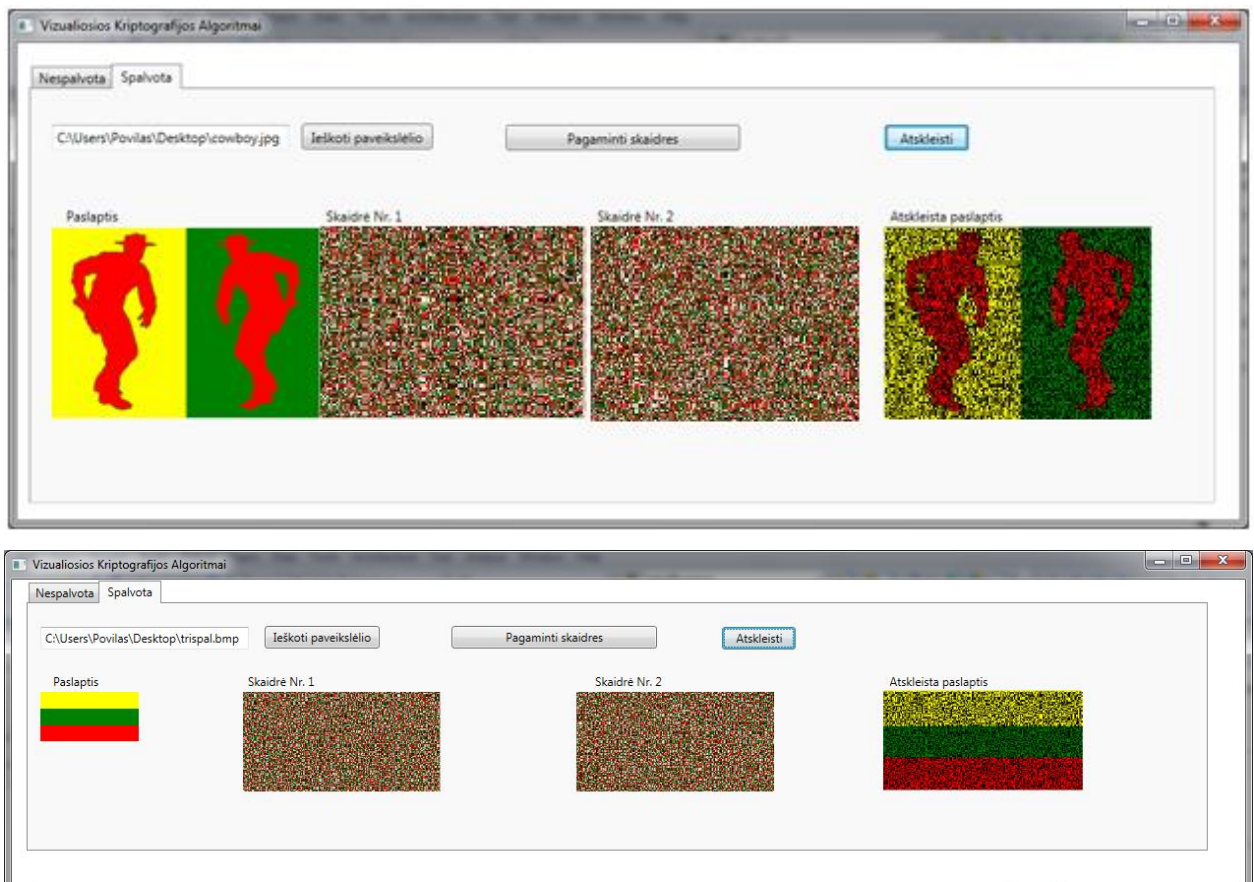 Vizualiosios Kriptografijos Algoritmai
Nespalvota Spalvota
C:\Users\Povilas\Desktop\cowboy.jpg Ieškoti paveikslėlio Pagaminti skaidres Atskleisti
Paslaptis Skaidrė Nr. 1 Skaidrė Nr. 2 Atskleista paslaptis
Vizualiosios Kriptografijos Algoritmai
Nespalvota Spalvota
C:\Users\Povilas\Desktop\trispal.bmp Ieškoti paveikslėlio Pagaminti skaidres Atskleisti
Paslaptis Skaidrė Nr. 1 Skaidrė Nr. 2 Atskleista paslaptis